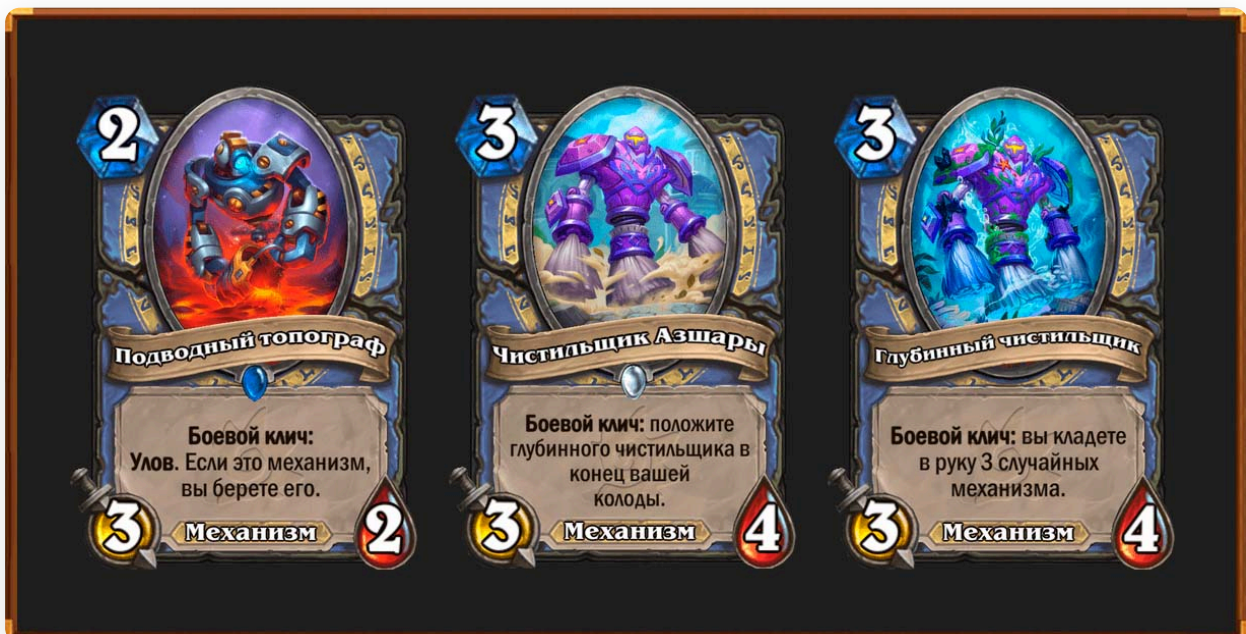 2
Подводный топограф
Боевой клич:
Улов. Если это механизм,
вы берете его.
3
Механизм
2
3
Чистильщик Азшары
Боевой клич: положите
глубинного чистильщика в
конец вашей
колоды.
3
Механизм
4
3
Глубинный чистильщик
Боевой клич: вы кладете
в руку 3 случайных
механизма.
3
Механизм
4